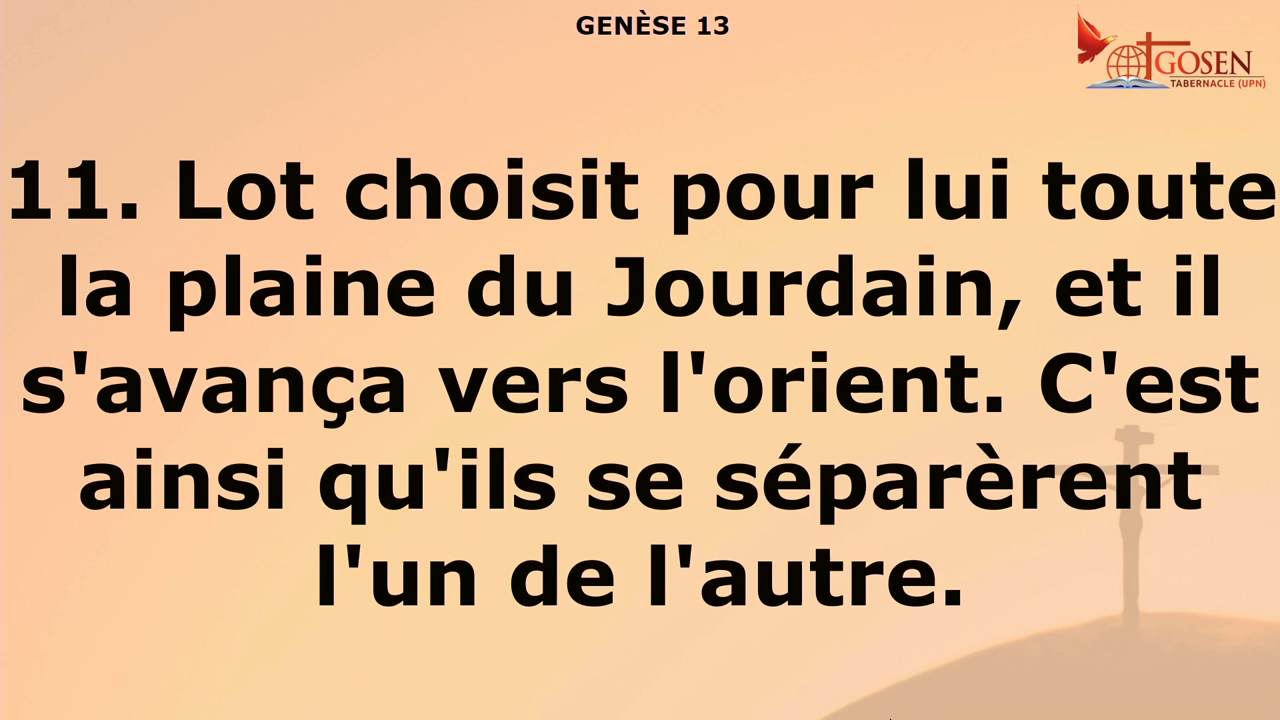 GENÈSE 13
GOSEN
TABERNACLE (UPN)
11. Lot choisit pour lui toute
la plaine du Jourdain, et il
s'avança vers l'orient. C'est
ainsi qu'ils se séparèrent
l'un de l'autre.